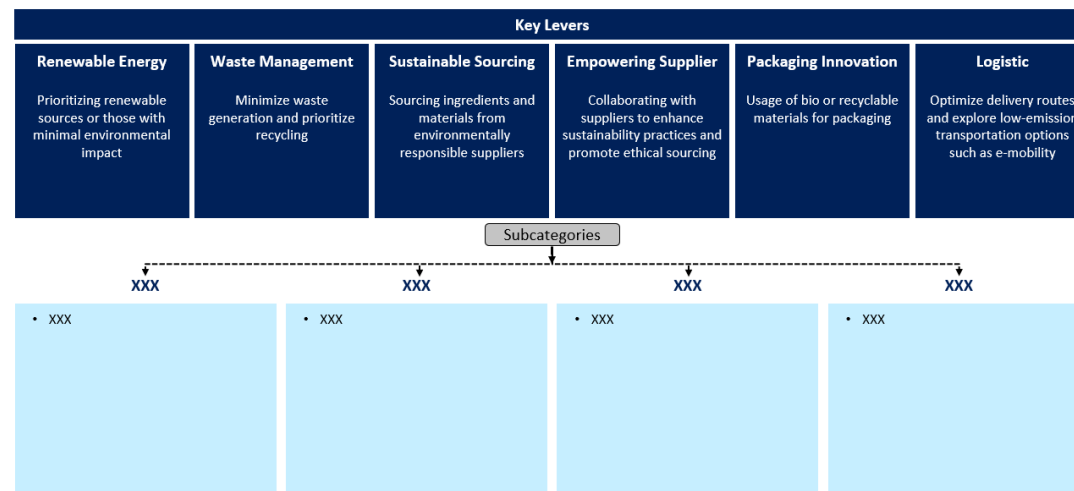 Key Levers
Renewable Energy
Prioritizing renewable
sources or those with
minimal environmental
impact
Waste Management
Minimize waste
generation and prioritize
recycling
Sustainable Sourcing
Sourcing ingredients and
materials from
environmentally
responsible suppliers
Empowering Supplier
Collaborating with
suppliers to enhance
sustainability practices and
promote ethical sourcing
Packaging Innovation
Usage of bio or recyclable
materials for packaging
Logistic
Optimize delivery routes
and explore low-emission
transportation options
such as e-mobility
Subcategories
XXX
• XXX
XXX
• XXX
XXX
• XXX
XXX
• XXX